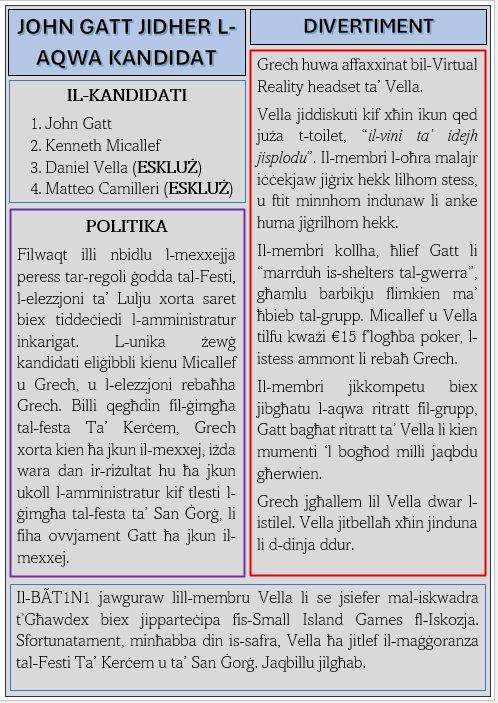 JOHN GATT JIDHER L-
AQWA KANDIDAT
IL-KANDIDATI
1. John Gatt
2. Kenneth Micallef
3. Daniel Vella (ESKLUŻ)
4. Matteo Camilleri (ESKLUŻ)
POLITIKA
Filwaqt illi nbidlu l-mexxejja
peress tar-regoli ġodda tal-Festi,
l-elezzjoni ta’ Lulju xorta saret
biex tiddeċiedi l-amministratur
inkarigat. L-unika żewġ
kandidati eliġibbli kienu Micallef
u Grech, u l-elezzjoni rebaħha
Grech. Billi qegħdin fil-ġimgħa
tal-festa Ta’ Kerċem, Grech
xorta kien ħa jkun il-mexxej, iżda
wara dan ir-riżultat hu ħa jkun
ukoll l-amministratur kif tlesti l-
ġimgħa tal-festa ta’ San Ġorġ, li
fiha ovvjament Gatt ħa jkun il-
mexxej.
DIVERTIMENT
Grech huwa affaxxinat bil-Virtual
Reality headset ta’ Vella.
Vella jiddiskuti kif xħin ikun qed
juża t-toilet, “il-vini ta’ idejh
jisplodu”. Il-membri l-oħra malajr
iċċekjaw jiġrix hekk lilhom stess,
u ftit minnhom indunaw li anke
huma jiġrilhom hekk.
Il-membri kollha, ħlief Gatt li
“marrduh is-shelters tal-gwerra”,
għamlu barbikju flimkien ma’
ħbieb tal-grupp. Micallef u Vella
tilfu kważi €15 f’logħba poker, l-
istess ammont li rebaħ Grech.
Il-membri jikkompetu biex
jibgħatu l-aqwa ritratt fil-grupp,
Gatt bagħat ritratt ta’ Vella li kien
mumenti ‘l bogħod milli jaqbdu
għerwien.
Grech jgħallem lil Vella dwar l-
istilel. Vella jitbellaħ xħin jinduna
li d-dinja ddur.
Il-BÃT1N1 jawguraw lill-membru Vella li se jsiefer mal-iskwadra
t’Għawdex biex jipparteċipa fis-Small Island Games fl-Iskozja.
Sfortunatament, minħabba din is-safra, Vella ħa jitlef il-maġġoranza
tal-Festi Ta’ Kerċem u ta’ San Ġorġ. Jaqbillu jilgħab.